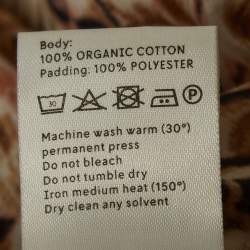 Body:
100% ORGANIC COTTON
Padding: 100% POLYESTER
30 P
Machine wash warm (30°)
permanent press
Do not bleach
Do not tumble dry
Iron medium heat (150°)
Dry clean any solvent